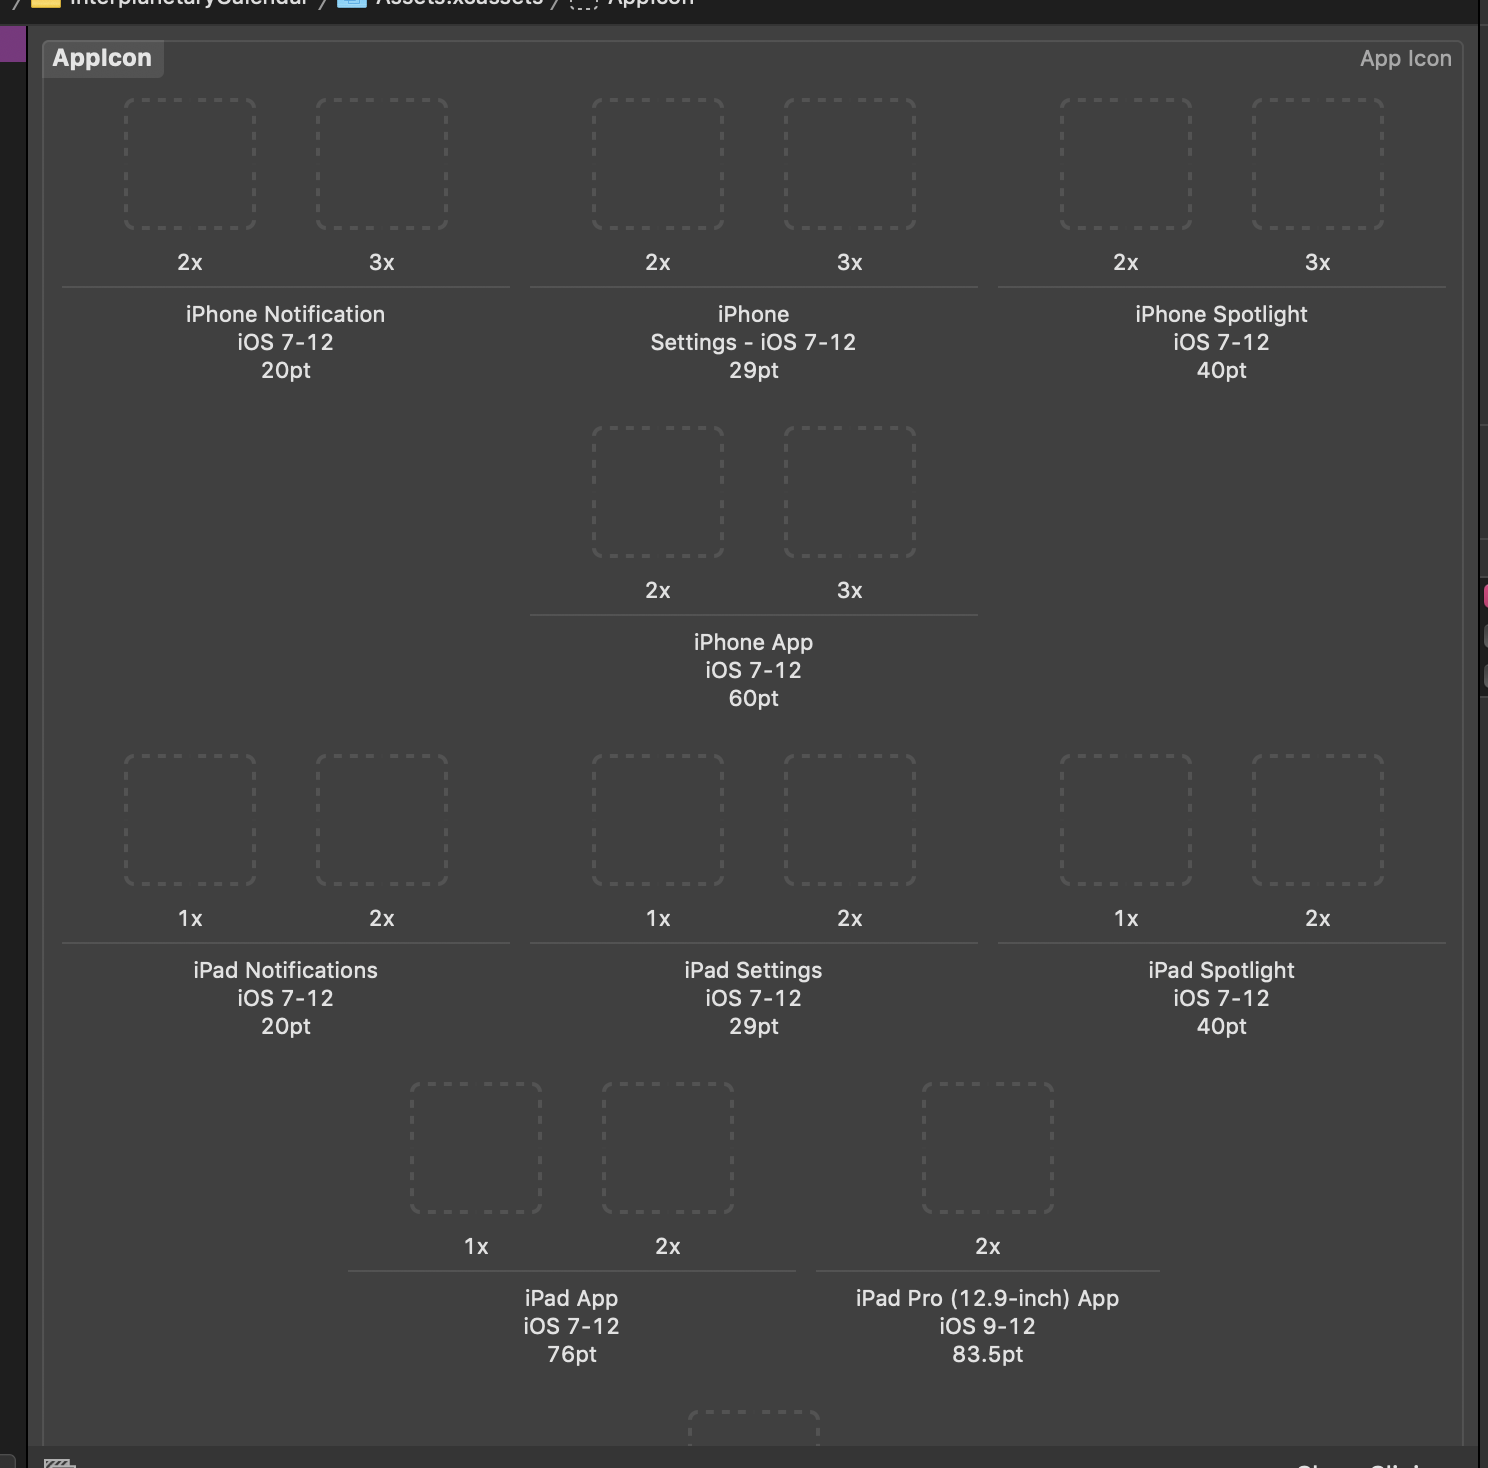 InterplanetaryCalendar / Assets.xcassets / AppIcon
AppIcon
App Icon
2x 3x 2x 3x 2x 3x
iPhone Notification
iOS 7-12
20pt
iPhone
Settings - iOS 7-12
29pt
iPhone Spotlight
iOS 7-12
40pt
2x 3x
iPhone App
iOS 7-12
60pt
1x 2x 1x 2x 1x 2x
iPad Notifications
iOS 7-12
20pt
iPad Settings
iOS 7-12
29pt
iPad Spotlight
iOS 7-12
40pt
1x 2x 2x
iPad App
iOS 7-12
76pt
iPad Pro (12.9-inch) App
iOS 9-12
83.5pt